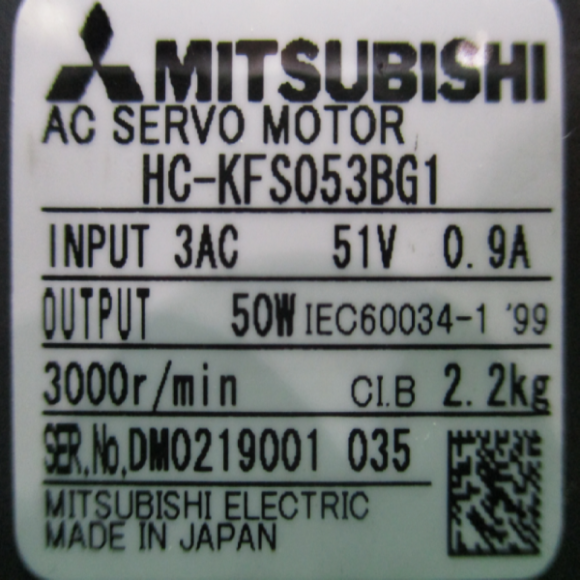 MITSUBISHI
AC SERVO MOTOR
HC-KFS053BG1
INPUT 3AC 51V 0.9A
OUTPUT 50W IEC60034-1 '99
3000r/min CI.B 2.2kg
SER.No.DM0219001 035
MITSUBISHI ELECTRIC
MADE IN JAPAN